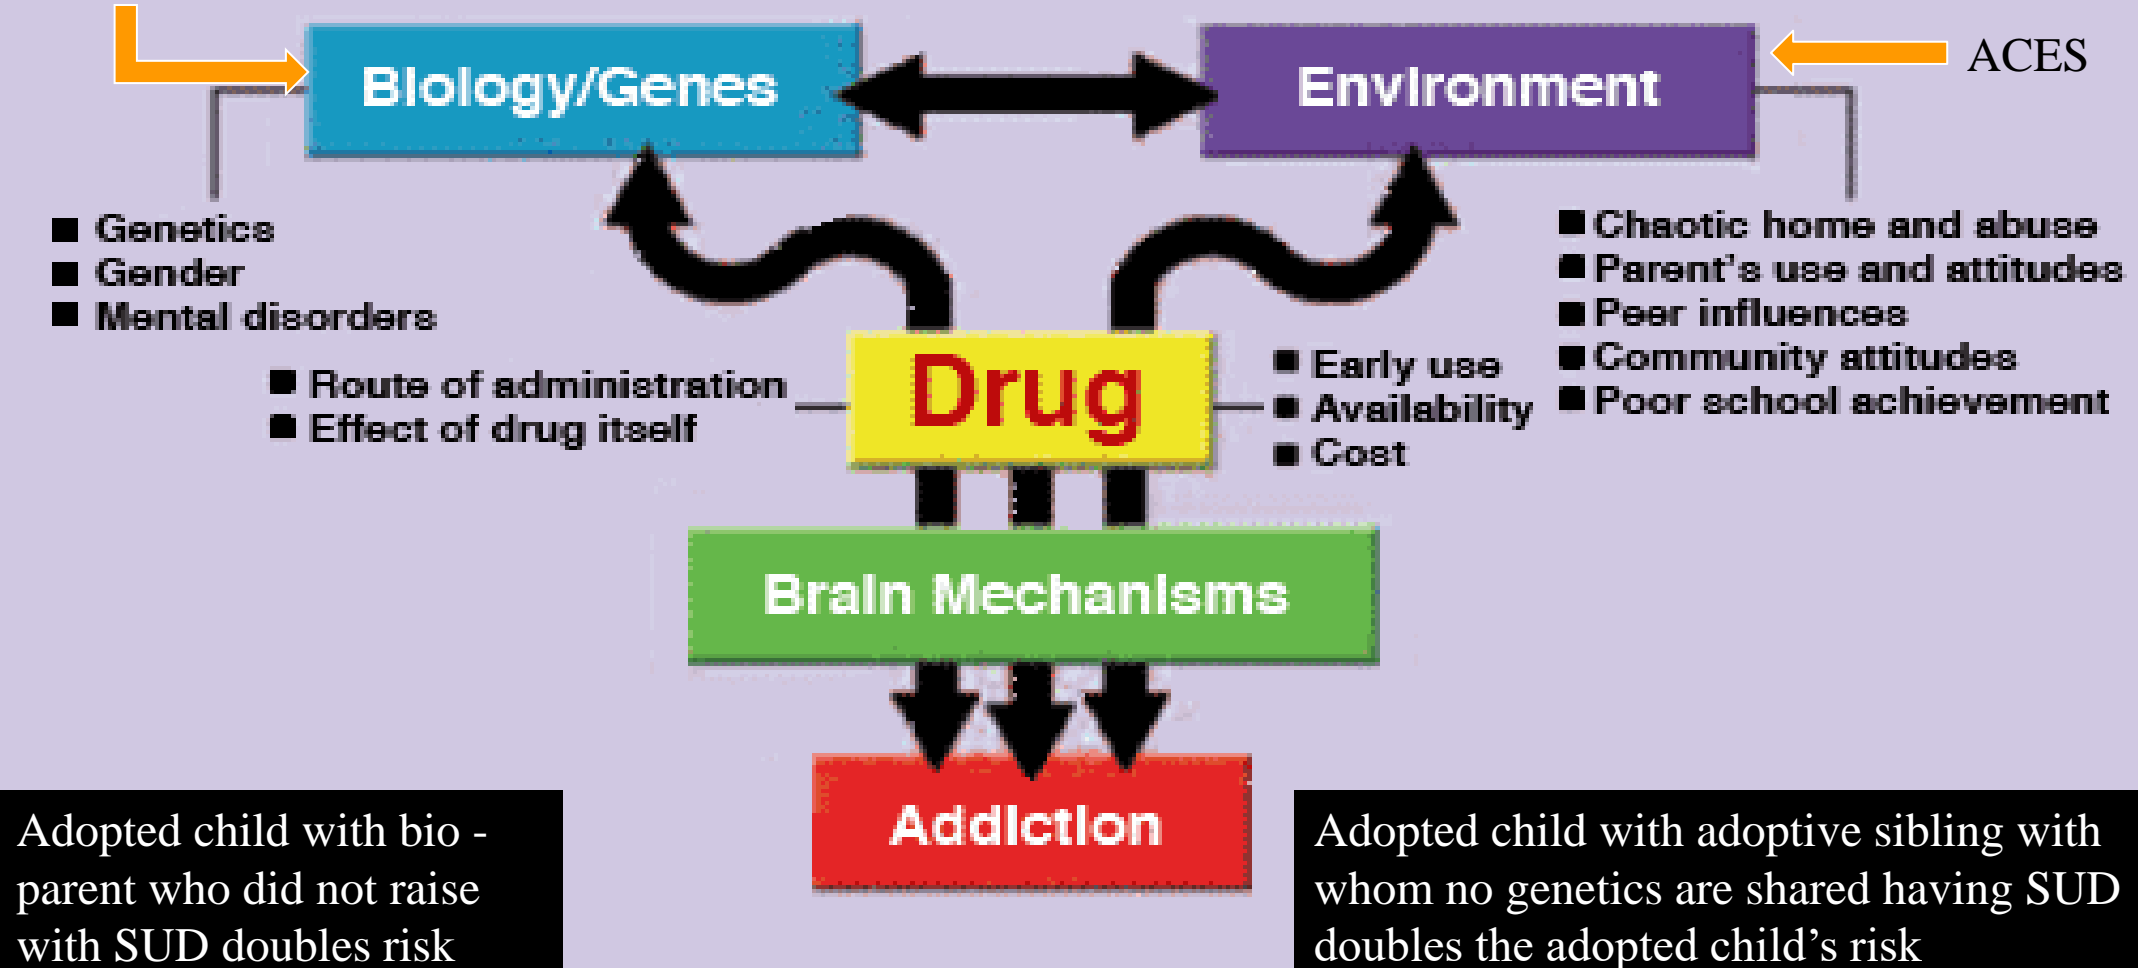 Biology/Genes
Environment
ACES
■ Genetics
■ Gender
■ Mental disorders
■ Chaotic home and abuse
■ Parent's use and attitudes
■ Peer influences
■ Community attitudes
■ Poor school achievement
■ Route of administration
■ Effect of drug itself
Drug
■ Early use
■ Availability
■ Cost
Brain Mechanisms
Addiction
Adopted child with bio -
parent who did not raise
with SUD doubles risk
Adopted child with adoptive sibling with
whom no genetics are shared having SUD
doubles the adopted child’s risk